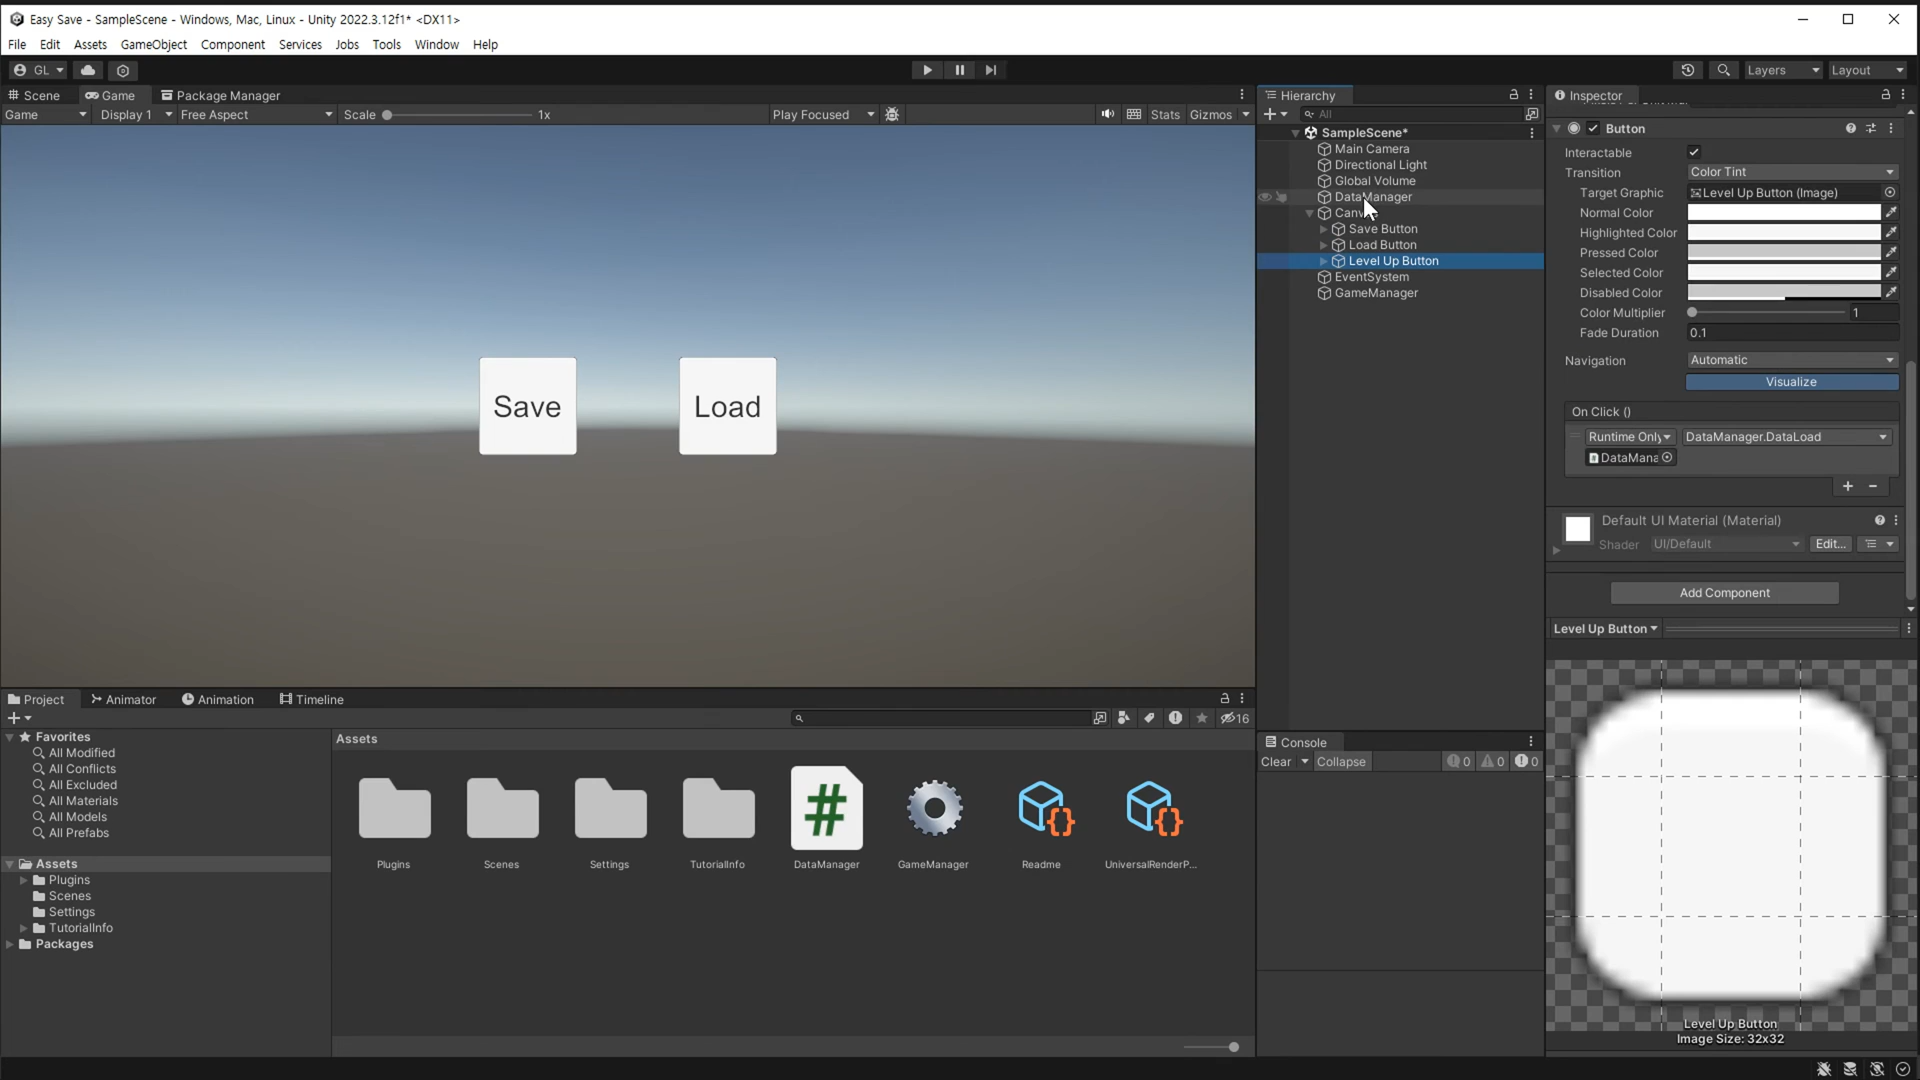 Easy Save - SampleScene - Windows, Mac, Linux - Unity 2022.3.12f1* <DX11>
File Edit Assets GameObject Component Services Jobs Tools Window Help
GL
Layers
Layout
Scene
Game
Package Manager
Game
Display 1
Free Aspect
Scale
1x
Play Focused
Stats
Gizmos
Save
Load
Hierarchy
All
SampleScene*
Main Camera
Directional Light
Global Volume
DataManager
Save Button
Load Button
Level Up Button
EventSystem
GameManager
Inspector
Button
Interactable
Transition Color Tint
Target Graphic Level Up Button (Image)
Normal Color
Highlighted Color
Pressed Color
Selected Color
Disabled Color
Color Multiplier 1
Fade Duration 0.1
Navigation Automatic
Visualize
On Click ()
Runtime Only DataManager.DataLoad
DataMana
Default UI Material (Material)
Shader UI/Default Edit...
Add Component
Level Up Button
Level Up Button
Image Size: 32x32
Project
Animator
Animation
Timeline
16
Favorites
All Modified
All Conflicts
All Excluded
All Materials
All Models
All Prefabs
Assets
Plugins
Scenes
Settings
TutorialInfo
Packages
Assets
Plugins
Scenes
Settings
TutorialInfo
DataManager
GameManager
Readme
UniversalRenderP...
Console
Clear
Collapse
0
0
0